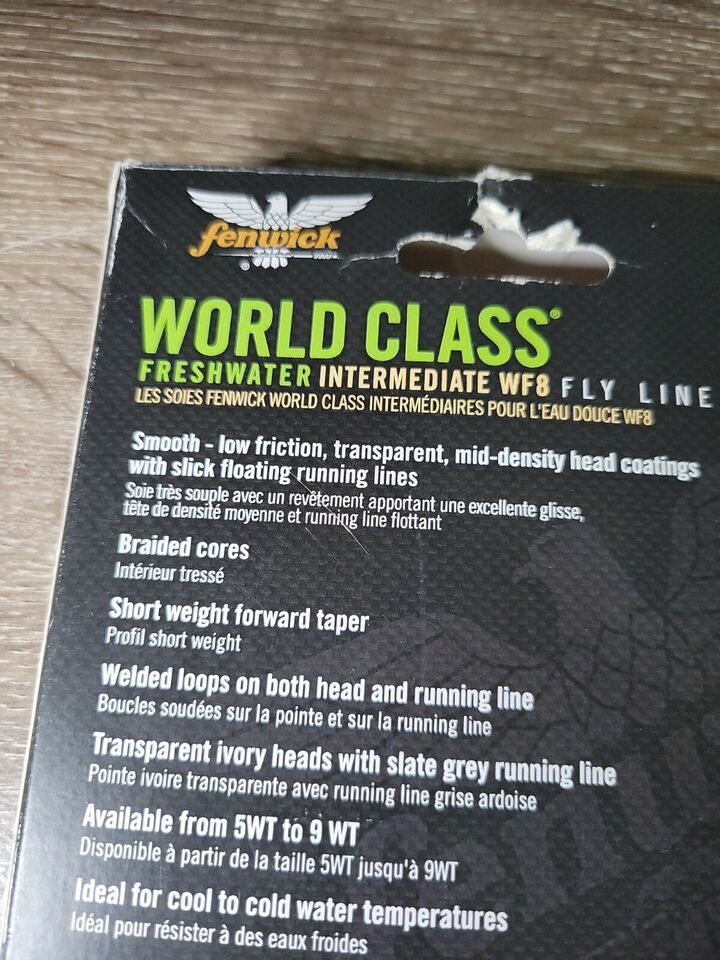 fenwick
WORLD CLASS®
FRESHWATER INTERMEDIATE WF8 FLY LINE
LES SOIES FENWICK WORLD CLASS INTERMÉDIAIRES POUR L'EAU DOUCE WF8
Smooth - low friction, transparent, mid-density head coatings
with slick floating running lines
Soie très souple avec un revêtement apportant une excellente glisse,
tête de densité moyenne et running line flottant
Braided cores
Intérieur tressé
Short weight forward taper
Profil short weight
Welded loops on both head and running line
Boucles soudées sur la pointe et sur la running line
Transparent ivory heads with slate grey running line
Pointe ivoire transparente avec running line grise ardoise
Available from 5WT to 9 WT
Disponible à partir de la taille 5WT jusqu'à 9WT
Ideal for cool to cold water temperatures
Idéal pour résister à des eaux froides